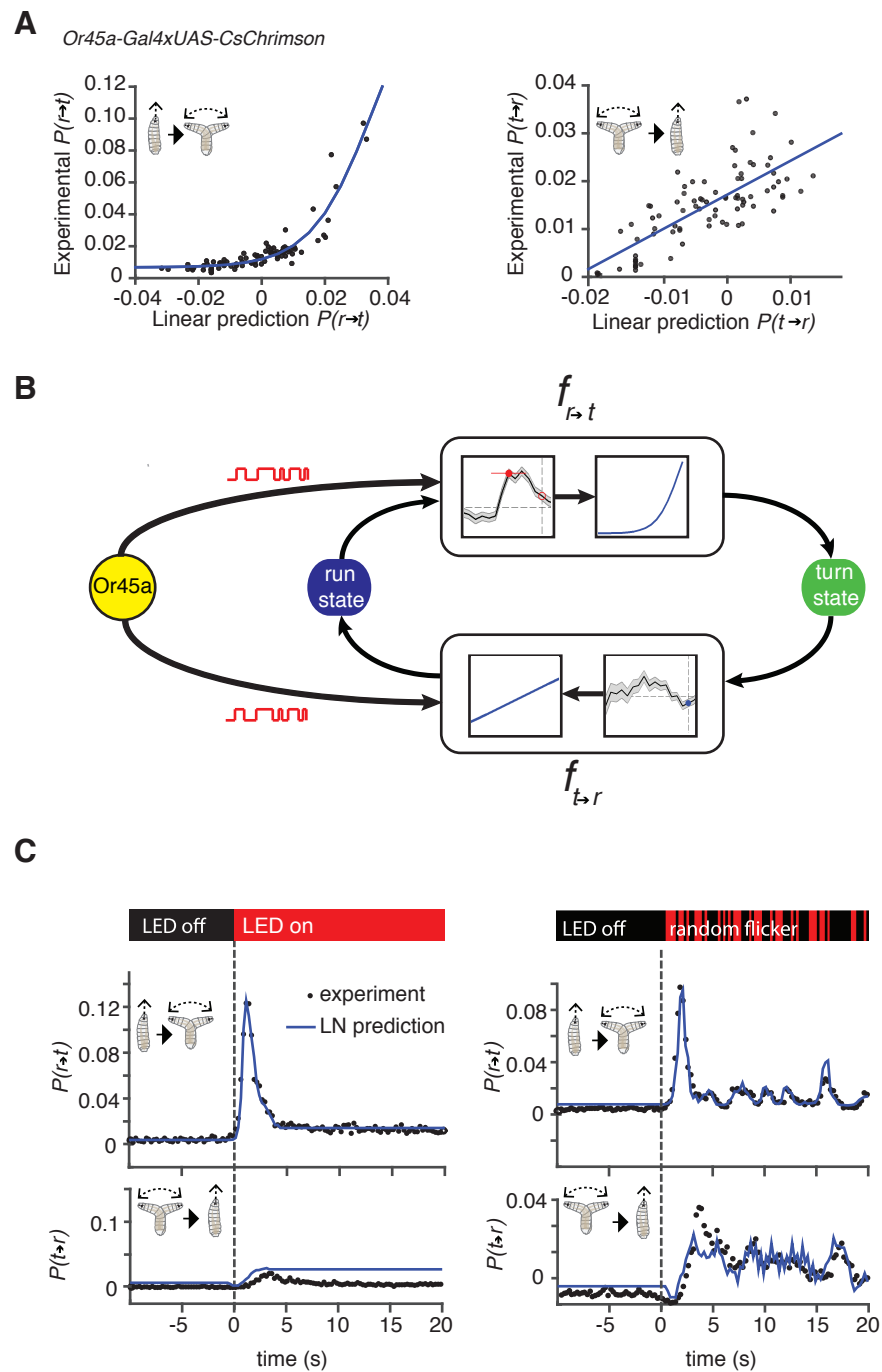 A
Or45a-Gal4xUAS-CsChrimson
Experimental P(r→t)
0.12
0.10
0.08
0.06
0.04
0.02
0
-0.04
-0.02
0
0.02
0.04
Linear prediction P(r→t)
Experimental P(t→r)
0.04
0.03
0.02
0.01
0
-0.02
-0.01
0
0.01
Linear prediction P(t→r)
B
f r→t
Or45a
run
state
turn
state
f t→r
C
LED off
LED on
P(r→t)
0.12
0.08
0.04
0
experiment
LN prediction
P(t→r)
0.1
0
-5
0
5
10
15
20
time (s)
LED off
random flicker
P(r→t)
0.08
0.04
0
P(t→r)
0.04
0
-5
0
5
10
15
20
time (s)